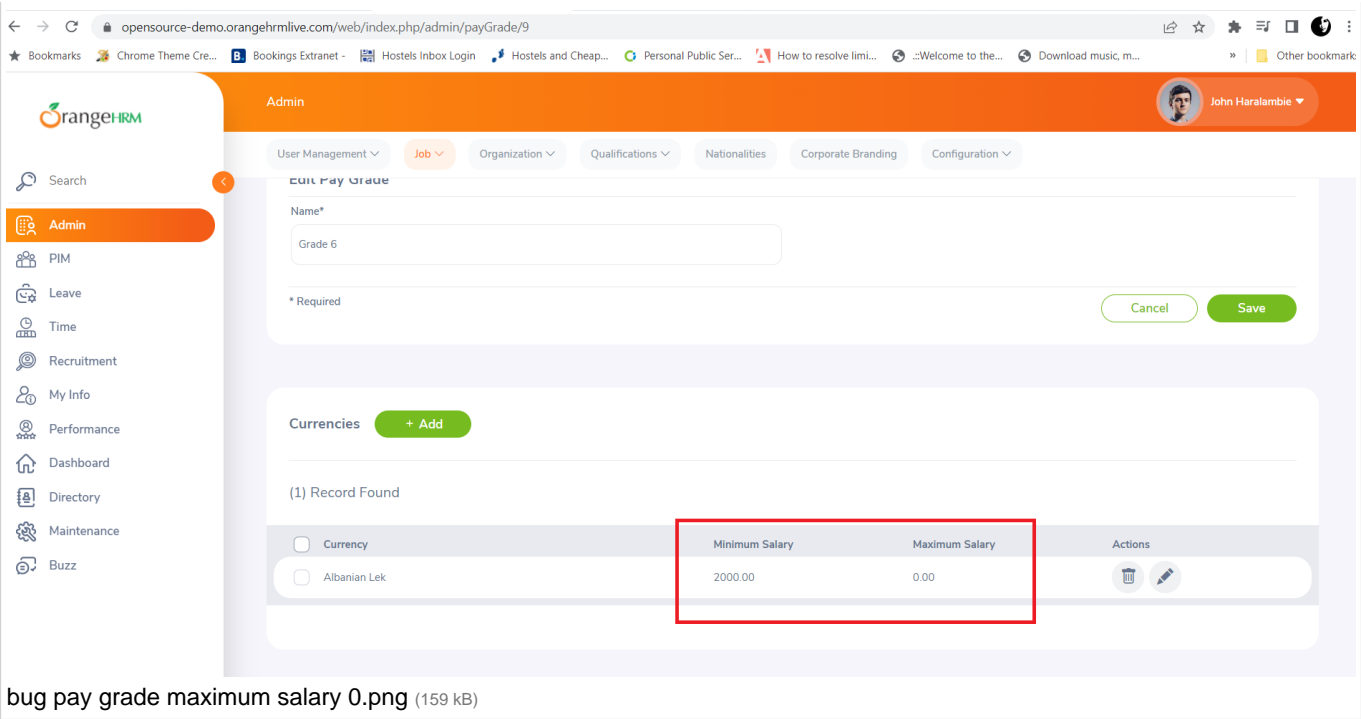 opensource-demo.orangehrmlive.com/web/index.php/admin/payGrade/9
Bookmarks Chrome Theme Cre... B. Bookings Extranet - Hostels Inbox Login Hostels and Cheap... Personal Public Ser... How to resolve limi... .::Welcome to the... Download music, m... » Other bookmarks
OrangeHRM
Admin
John Haralambie
User Management Job Organization Qualifications Nationalities Corporate Branding Configuration
Search
Admin
PIM
Leave
Time
Recruitment
My Info
Performance
Dashboard
Directory
Maintenance
Buzz
Edit Pay Grade
Name*
Grade 6
* Required
Cancel
Save
Currencies + Add
(1) Record Found
Currency Minimum Salary Maximum Salary Actions
Albanian Lek 2000.00 0.00
bug pay grade maximum salary 0.png (159 kB)